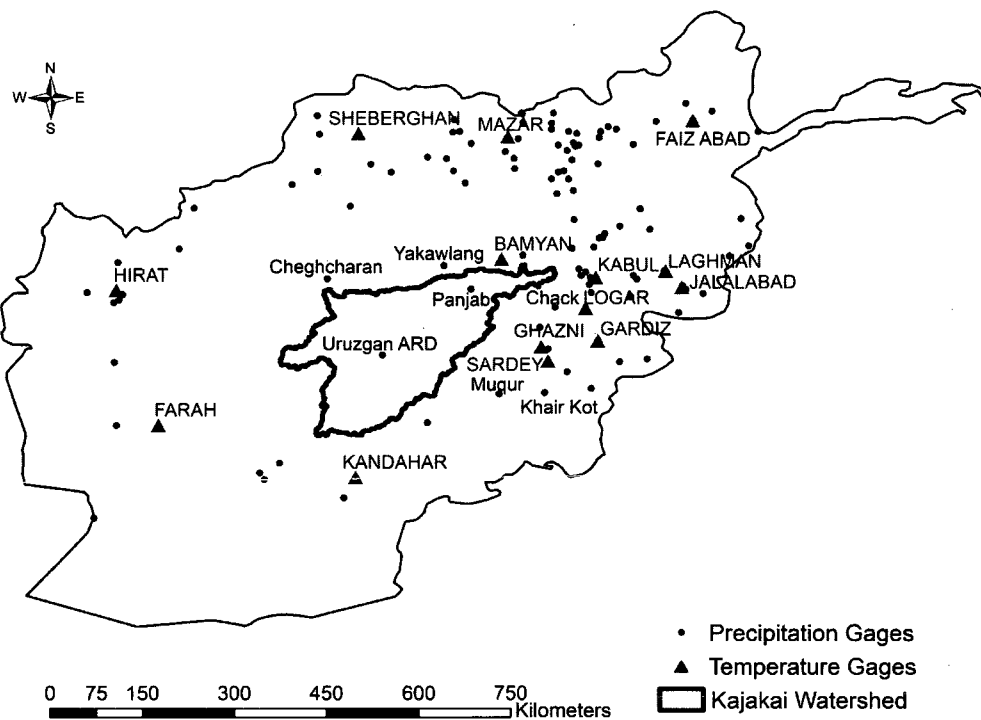 N
W E
S
SHEBERGHAN
MAZAR
FAIZ ABAD
BAMYAN
Yakawlang
Cheghcharan
HIRAT
KABUL
LAGHMAN
JALALABAD
Panjab
Chack
LOGAR
GHAZNI
GARDIZ
Uruzgan ARD
SARDEY
Muqur
Khair Kot
FARAH
KANDAHAR
Precipitation Gages
Temperature Gages
Kajakai Watershed
0 75 150 300 450 600 750
Kilometers